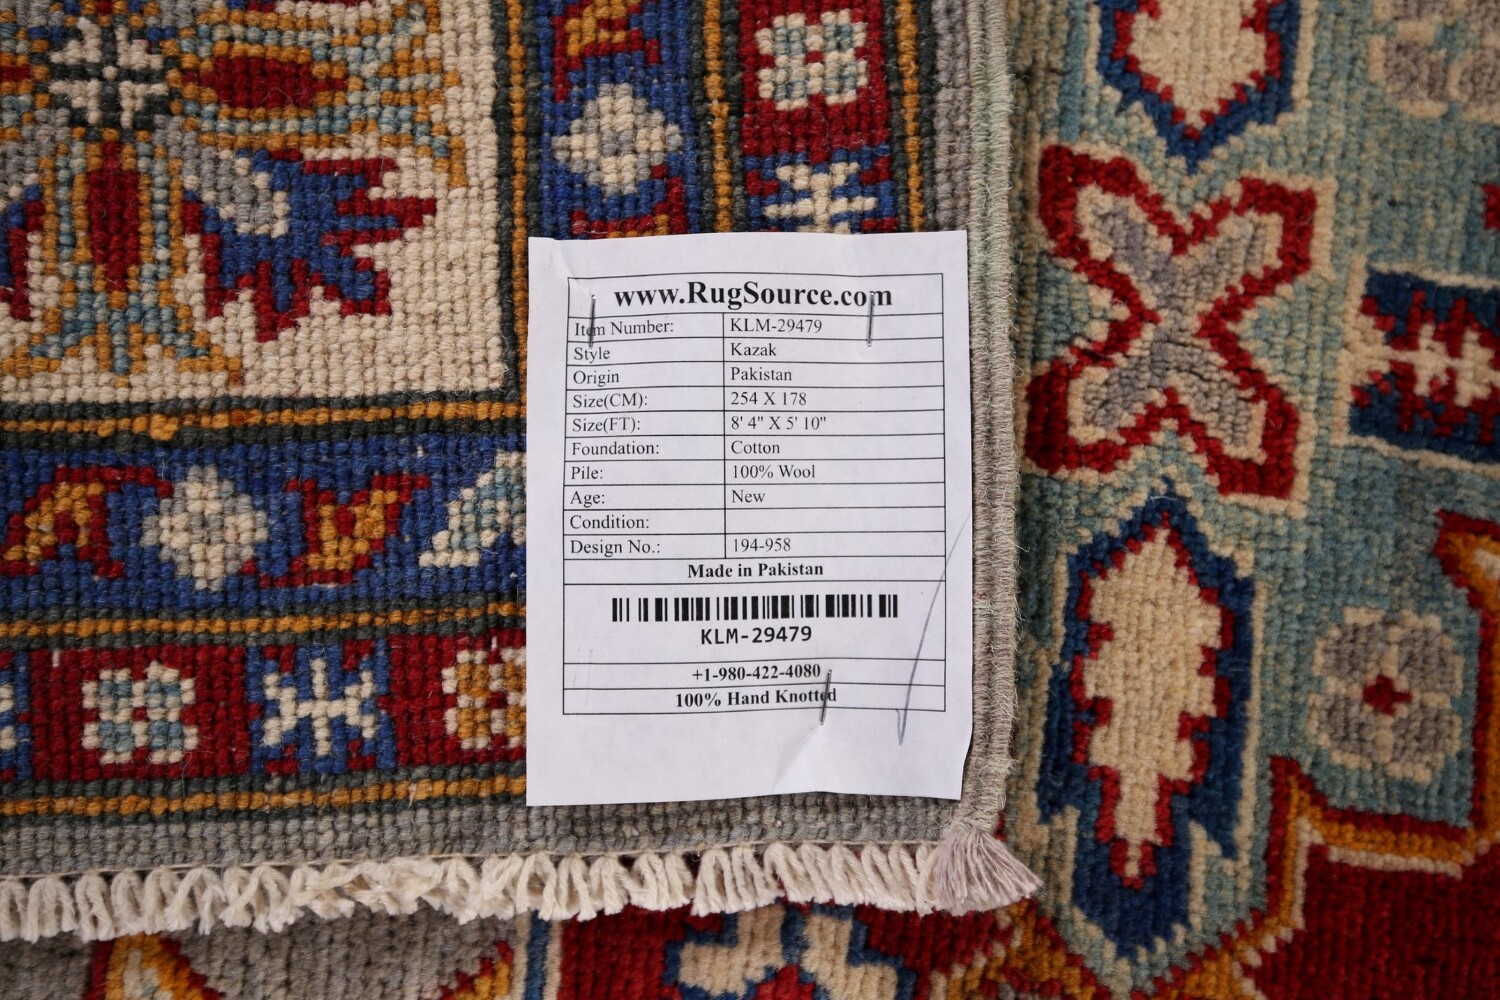 www.RugSource.com
Item Number: KLM-29479
Style Kazak
Origin Pakistan
Size(CM): 254 X 178
Size(FT): 8' 4" X 5' 10"
Foundation: Cotton
Pile: 100% Wool
Age: New
Condition:
Design No.: 194-958
Made in Pakistan
KLM-29479
+1-980-422-4080
100% Hand Knotted